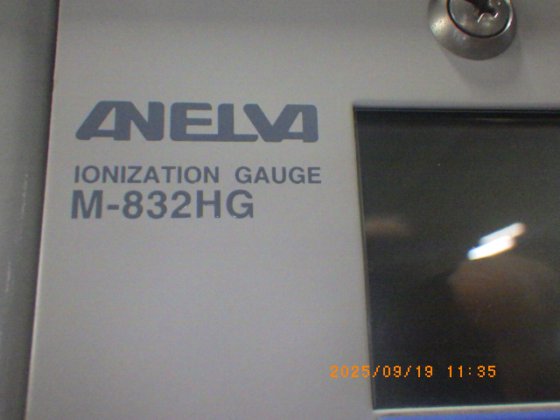 ANELVA
IONIZATION GAUGE
M-832HG
2025/09/19 11:35